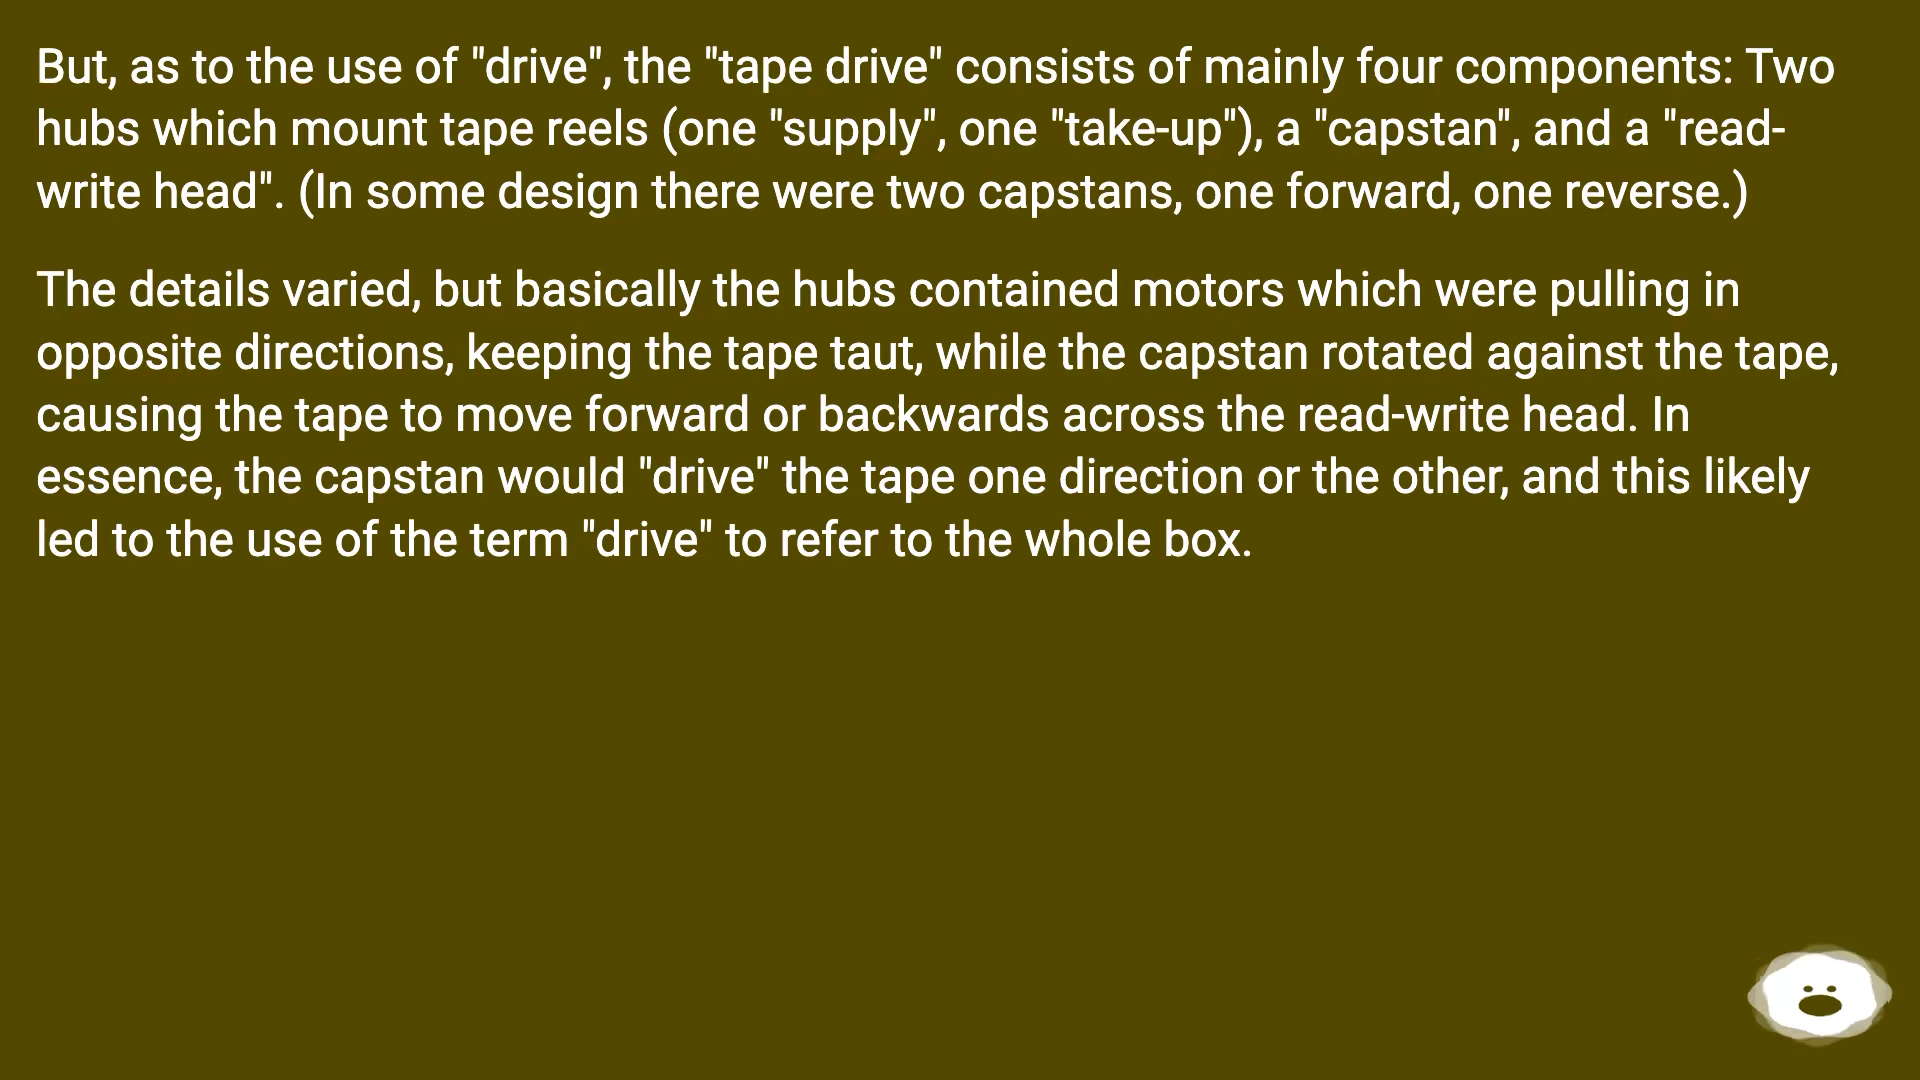 But, as to the use of "drive", the "tape drive" consists of mainly four components: Two
hubs which mount tape reels (one "supply", one "take-up"), a "capstan", and a "read-
write head". (In some design there were two capstans, one forward, one reverse.)
The details varied, but basically the hubs contained motors which were pulling in
opposite directions, keeping the tape taut, while the capstan rotated against the tape,
causing the tape to move forward or backwards across the read-write head. In
essence, the capstan would "drive" the tape one direction or the other, and this likely
led to the use of the term "drive" to refer to the whole box.